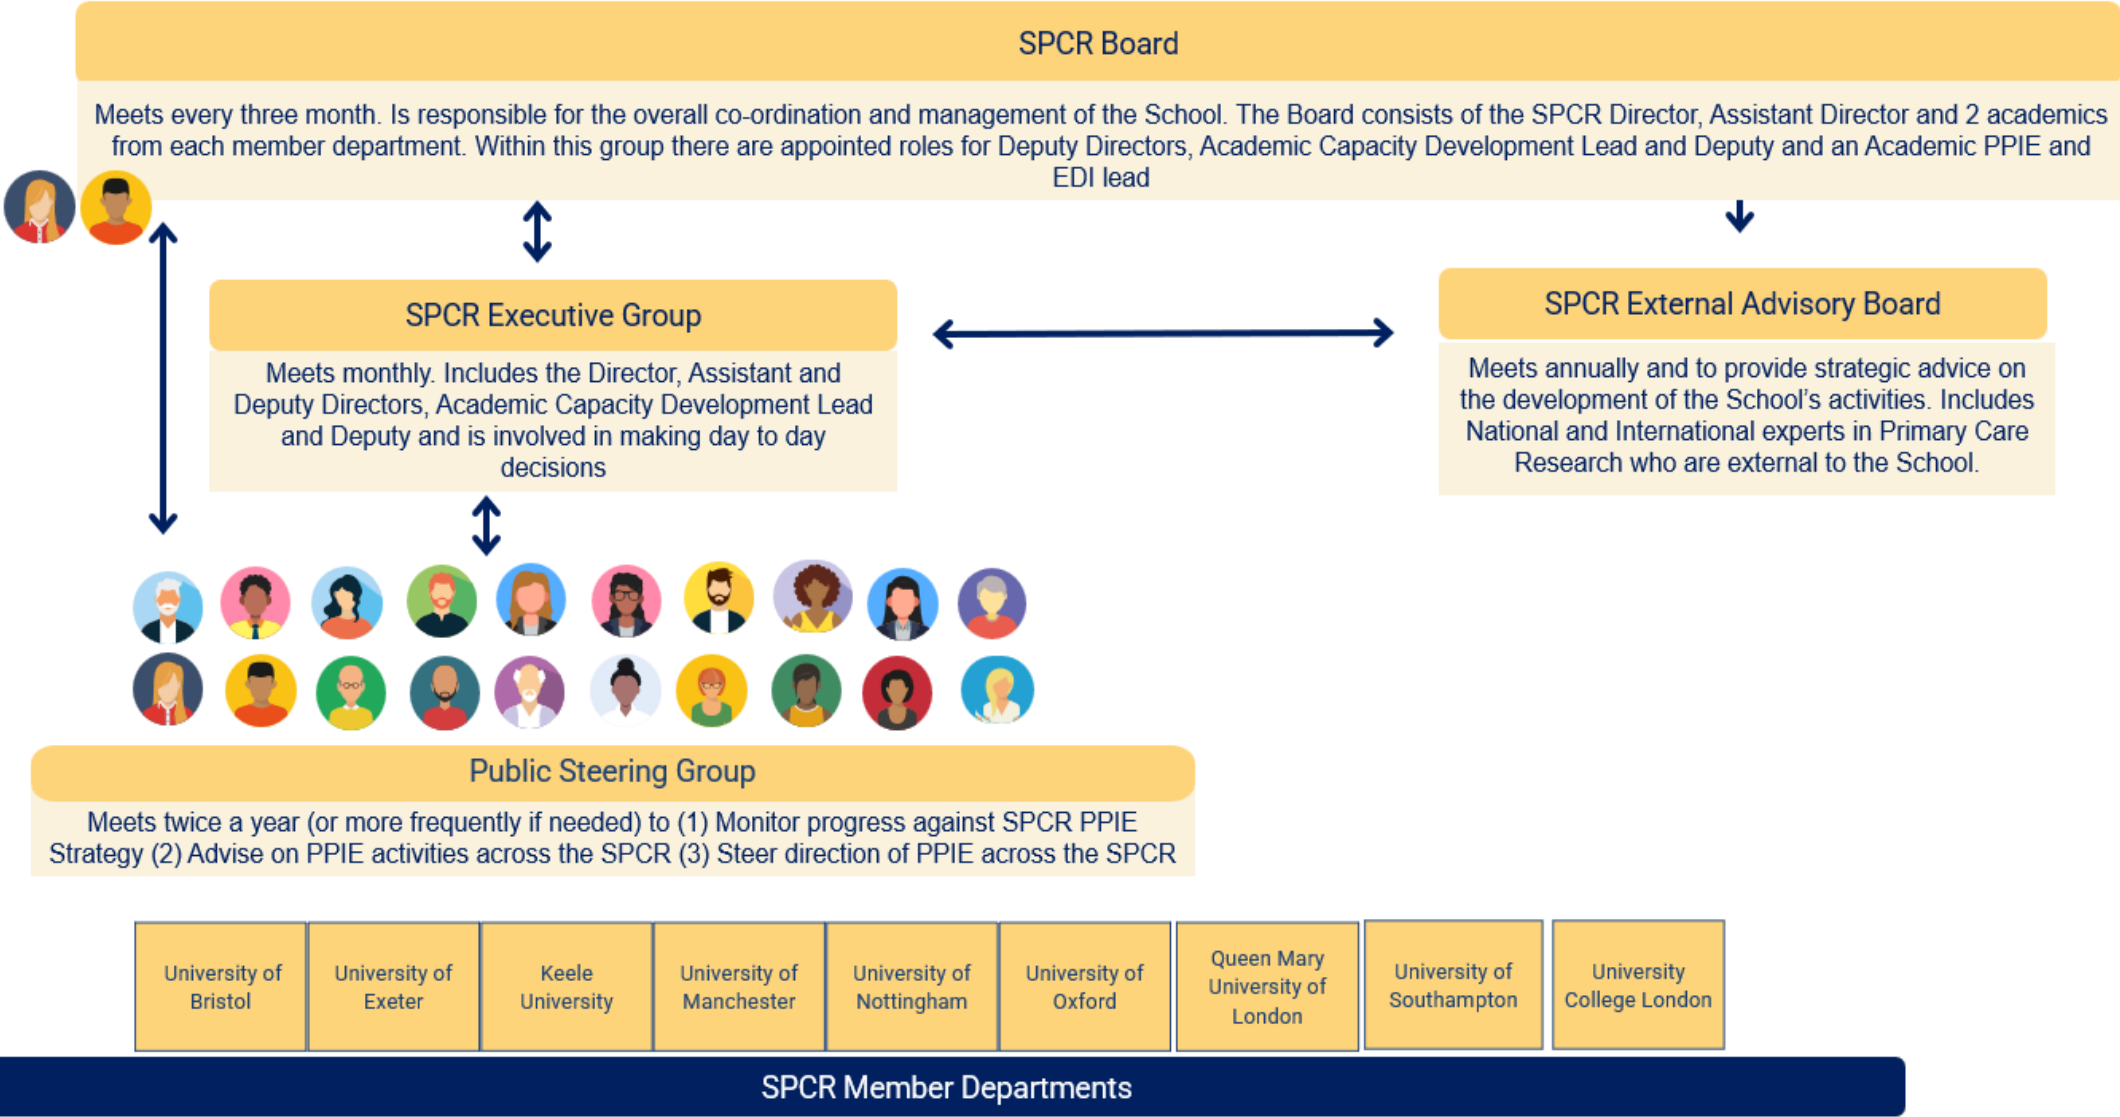 SPCR Board
Meets every three month. Is responsible for the overall co-ordination and management of the School. The Board consists of the SPCR Director, Assistant Director and 2 academics
from each member department. Within this group there are appointed roles for Deputy Directors, Academic Capacity Development Lead and Deputy and an Academic PPIE and
EDI lead
SPCR Executive Group
Meets monthly. Includes the Director, Assistant and
Deputy Directors, Academic Capacity Development Lead
and Deputy and is involved in making day to day
decisions
SPCR External Advisory Board
Meets annually and to provide strategic advice on
the development of the School’s activities. Includes
National and International experts in Primary Care
Research who are external to the School.
Public Steering Group
Meets twice a year (or more frequently if needed) to (1) Monitor progress against SPCR PPIE
Strategy (2) Advise on PPIE activities across the SPCR (3) Steer direction of PPIE across the SPCR
University of
Bristol
University of
Exeter
Keele
University
University of
Manchester
University of
Nottingham
University of
Oxford
Queen Mary
University of
London
University of
Southampton
University
College London
SPCR Member Departments